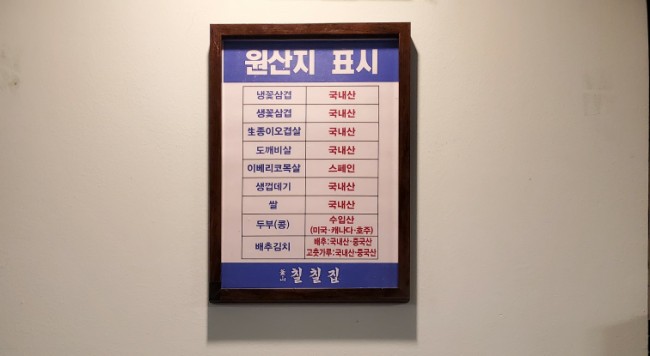 원산지 표시
냉꽃삼겹 국내산
생꽃삼겹 국내산
生종이오겹살 국내산
도깨비살 국내산
이베리코목살 스페인
생껍데기 국내산
쌀 국내산
두부(콩) 수입산
(미국·캐나다·호주)
배추김치 배추:국내산·중국산
고춧가루:국내산·중국산
칠칠집